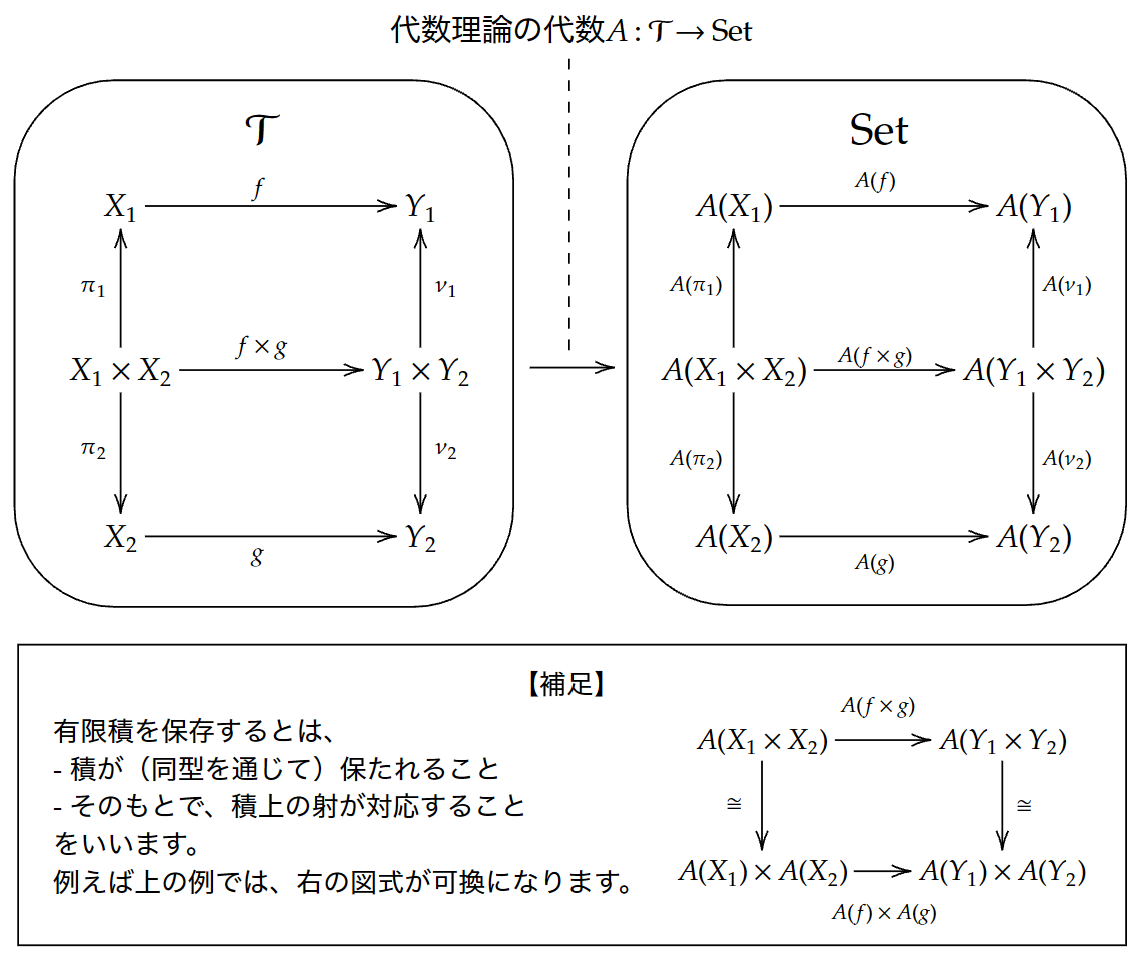 代数理論の代数A : 𝓣 → Set
𝓣
X₁
f
Y₁
π₁
ν₁
X₁ × X₂
f × g
Y₁ × Y₂
π₂
ν₂
X₂
g
Y₂
Set
A(X₁)
A(f)
A(Y₁)
A(π₁)
A(ν₁)
A(X₁ × X₂)
A(f × g)
A(Y₁ × Y₂)
A(π₂)
A(ν₂)
A(X₂)
A(g)
A(Y₂)
【補足】
有限積を保存するとは、
- 積が（同型を通じて）保たれること
- そのもとで、積上の射が対応すること
をいいます。
例えば上の例では、右の図式が可換になります。
A(f × g)
A(X₁ × X₂)
A(Y₁ × Y₂)
≅
≅
A(X₁) × A(X₂)
A(Y₁) × A(Y₂)
A(f) × A(g)